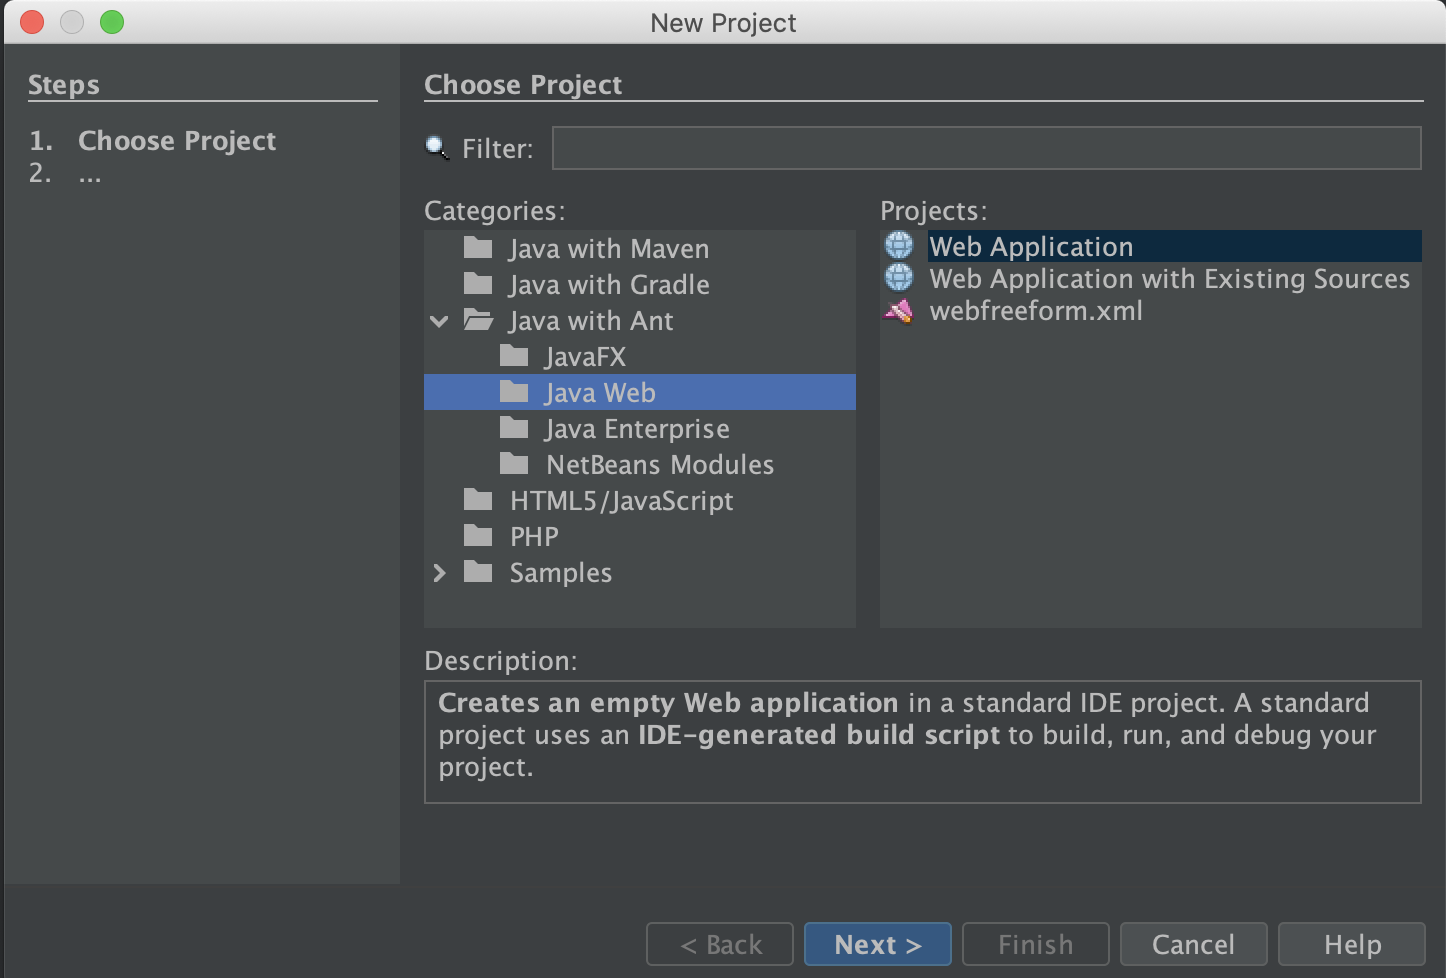 New Project
Steps
1. Choose Project
2. ...
Choose Project
Filter:
Categories:
Java with Maven
Java with Gradle
Java with Ant
JavaFX
Java Web
Java Enterprise
NetBeans Modules
HTML5/JavaScript
PHP
Samples
Projects:
Web Application
Web Application with Existing Sources
webfreeform.xml
Description:
Creates an empty Web application in a standard IDE project. A standard
project uses an IDE-generated build script to build, run, and debug your
project.
< Back
Next >
Finish
Cancel
Help